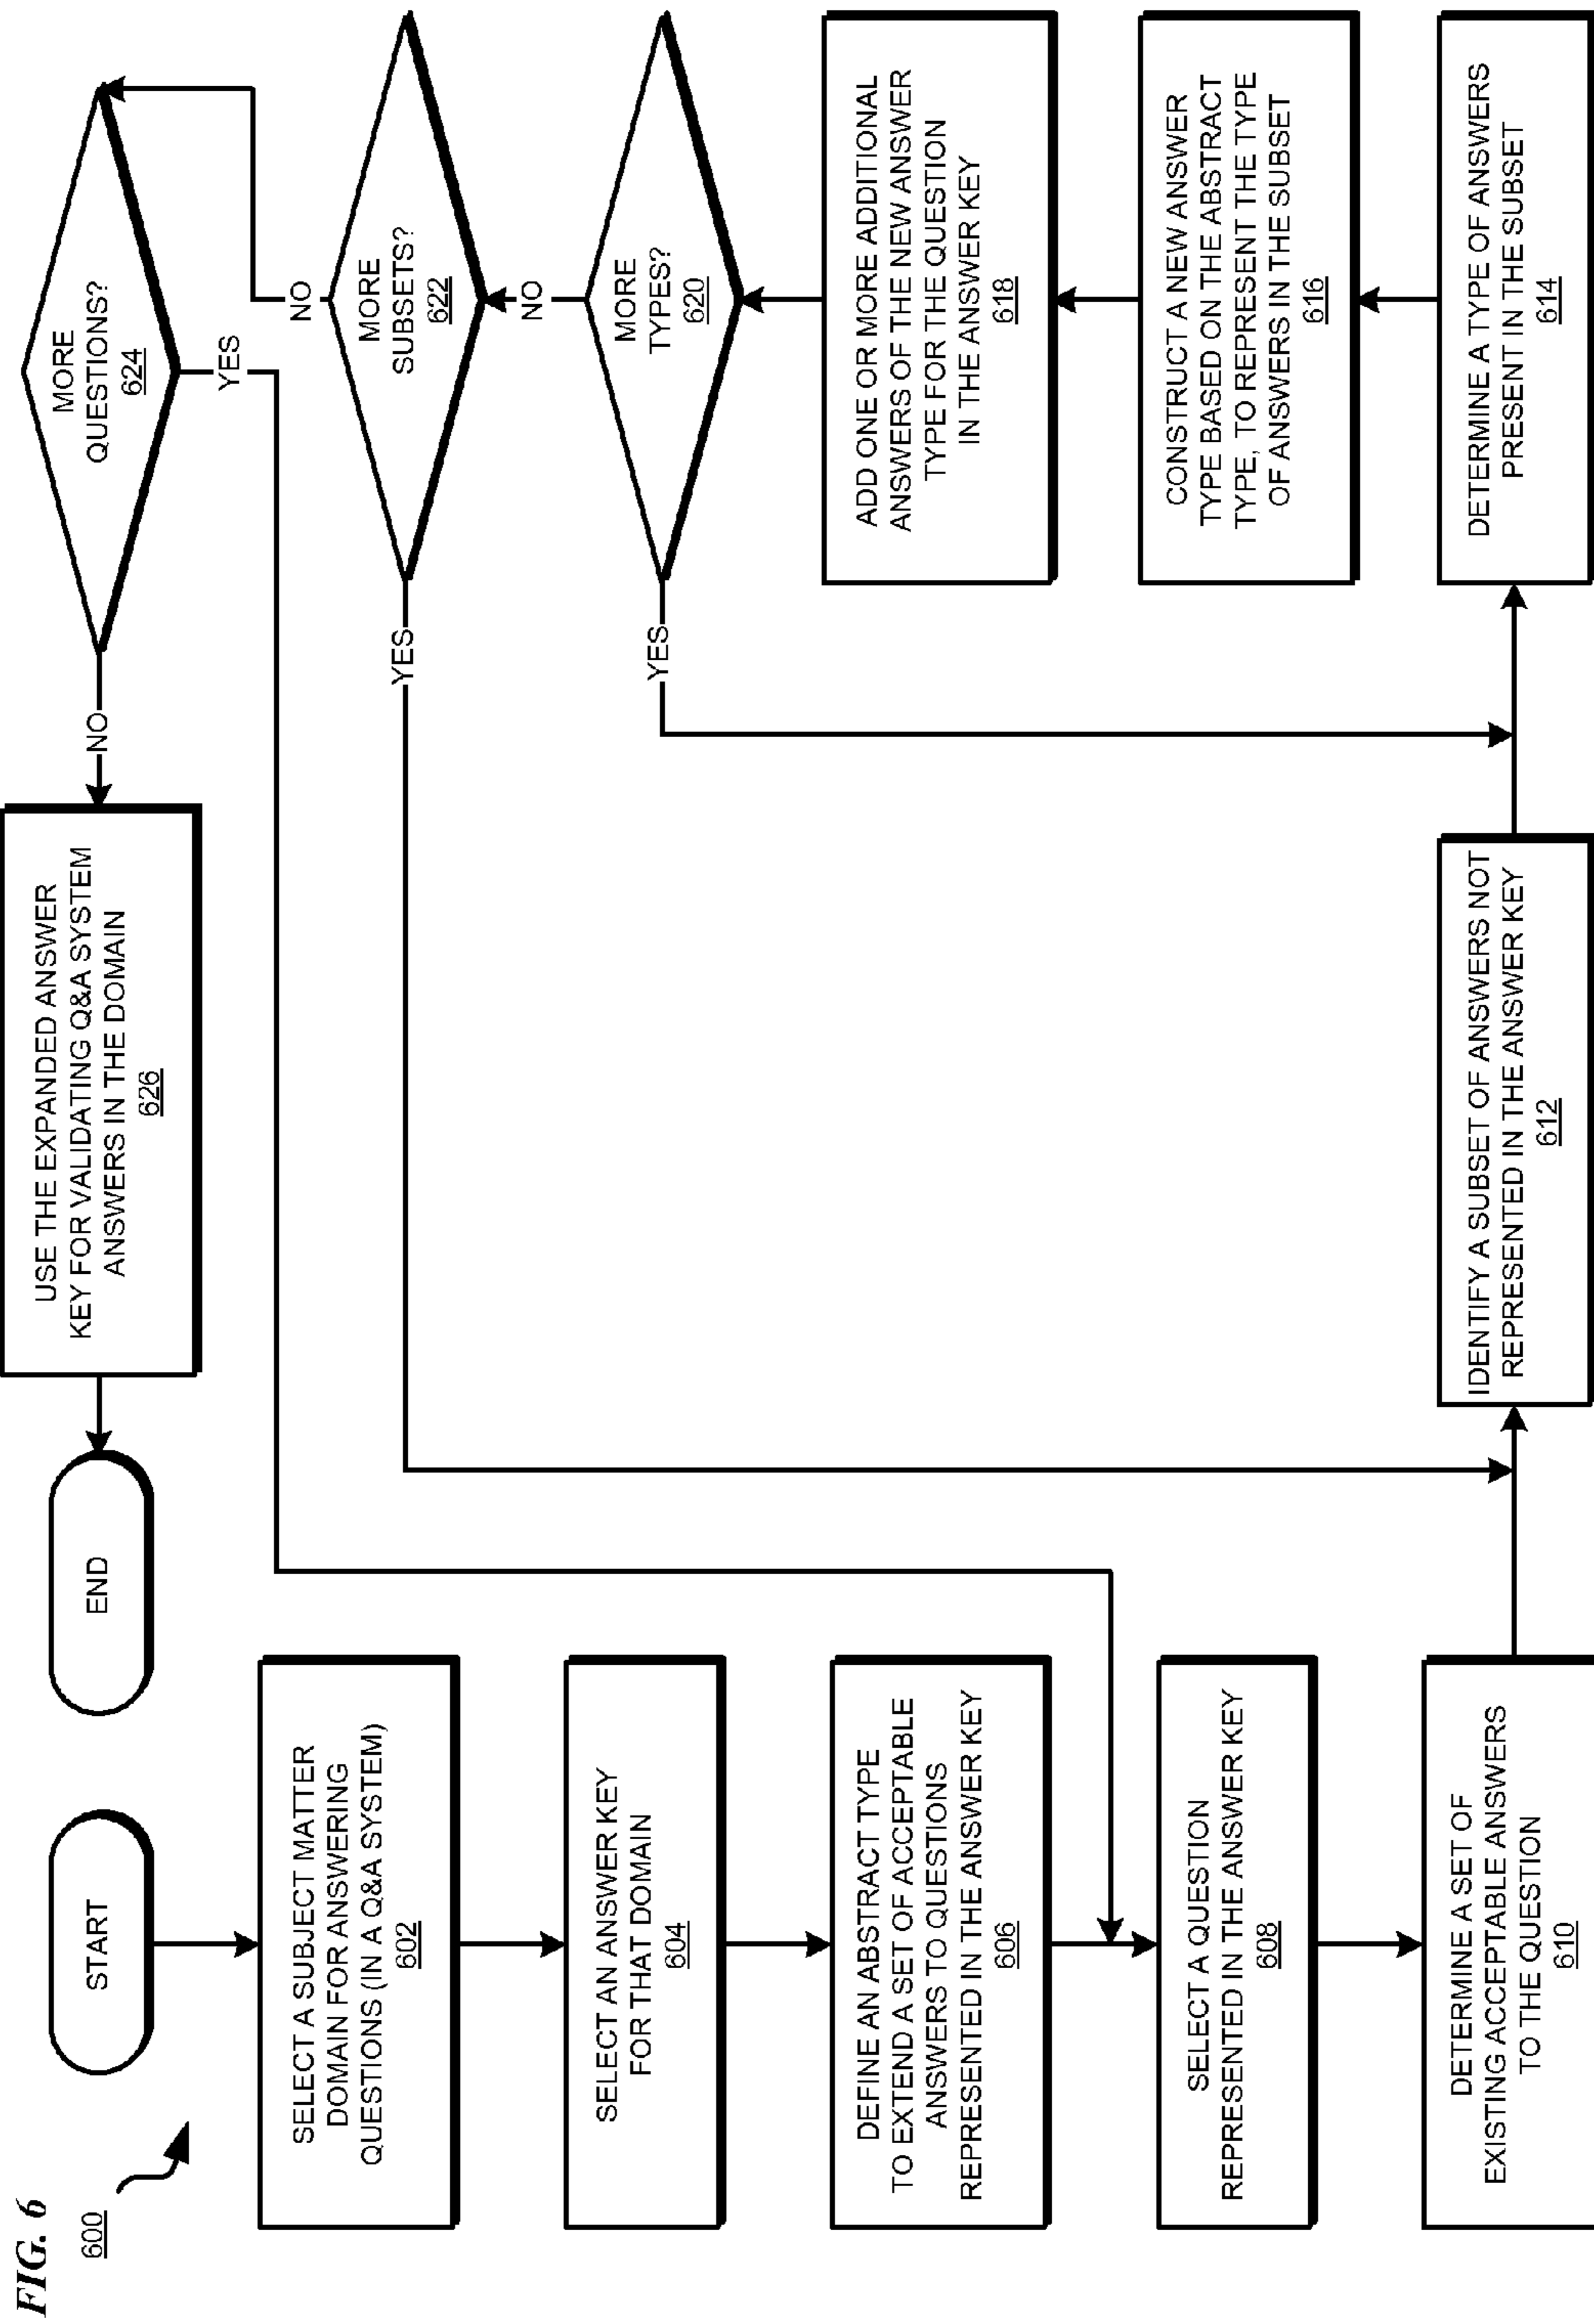 FIG. 6
600
START
SELECT A SUBJECT MATTER
DOMAIN FOR ANSWERING
QUESTIONS (IN A Q&A SYSTEM)
602
SELECT AN ANSWER KEY
FOR THAT DOMAIN
604
DEFINE AN ABSTRACT TYPE
TO EXTEND A SET OF ACCEPTABLE
ANSWERS TO QUESTIONS
REPRESENTED IN THE ANSWER KEY
606
SELECT A QUESTION
REPRESENTED IN THE ANSWER KEY
608
DETERMINE A SET OF
EXISTING ACCEPTABLE ANSWERS
TO THE QUESTION
610
IDENTIFY A SUBSET OF ANSWERS NOT
REPRESENTED IN THE ANSWER KEY
612
DETERMINE A TYPE OF ANSWERS
PRESENT IN THE SUBSET
614
CONSTRUCT A NEW ANSWER
TYPE BASED ON THE ABSTRACT
TYPE, TO REPRESENT THE TYPE
OF ANSWERS IN THE SUBSET
616
ADD ONE OR MORE ADDITIONAL
ANSWERS OF THE NEW ANSWER
TYPE FOR THE QUESTION
IN THE ANSWER KEY
618
MORE
TYPES?
620
YES
NO
MORE
SUBSETS?
622
YES
NO
MORE
QUESTIONS?
624
YES
NO
USE THE EXPANDED ANSWER
KEY FOR VALIDATING Q&A SYSTEM
ANSWERS IN THE DOMAIN
626
END